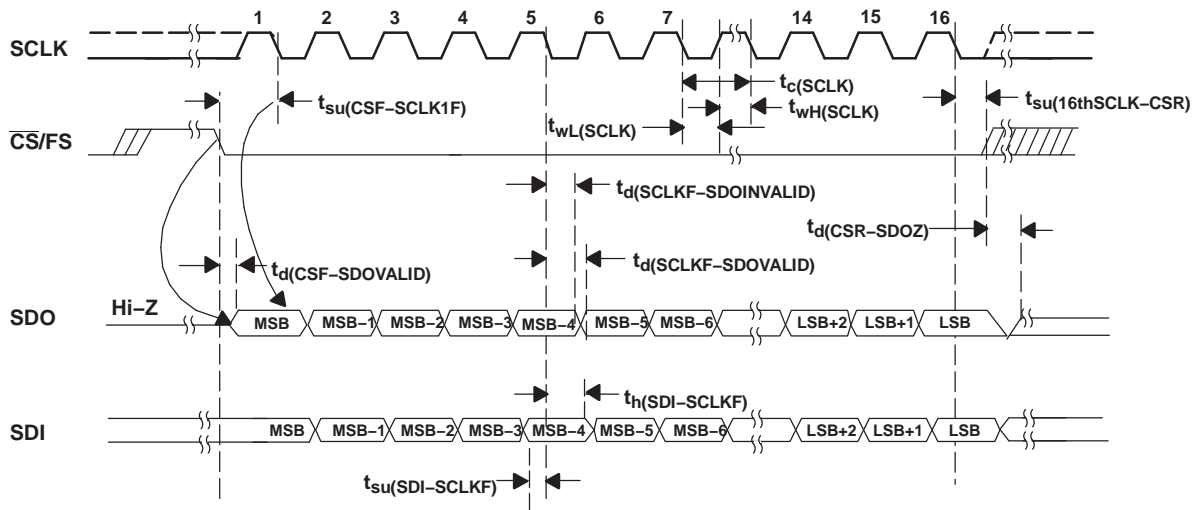 1 2 3 4 5 6 7 14 15 16
SCLK
tc(SCLK)
tsu(CSF–SCLK1F)
twH(SCLK)
tsu(16thSCLK–CSR)
twL(SCLK)
CS/FS
td(SCLKF–SDOINVALID)
td(CSR–SDOZ)
td(CSF–SDOVALID)
td(SCLKF–SDOVALID)
Hi–Z
SDO
MSB MSB–1 MSB–2 MSB–3 MSB–4 MSB–5 MSB–6 LSB+2 LSB+1 LSB
th(SDI–SCLKF)
SDI
MSB MSB–1 MSB–2 MSB–3 MSB–4 MSB–5 MSB–6 LSB+2 LSB+1 LSB
tsu(SDI–SCLKF)